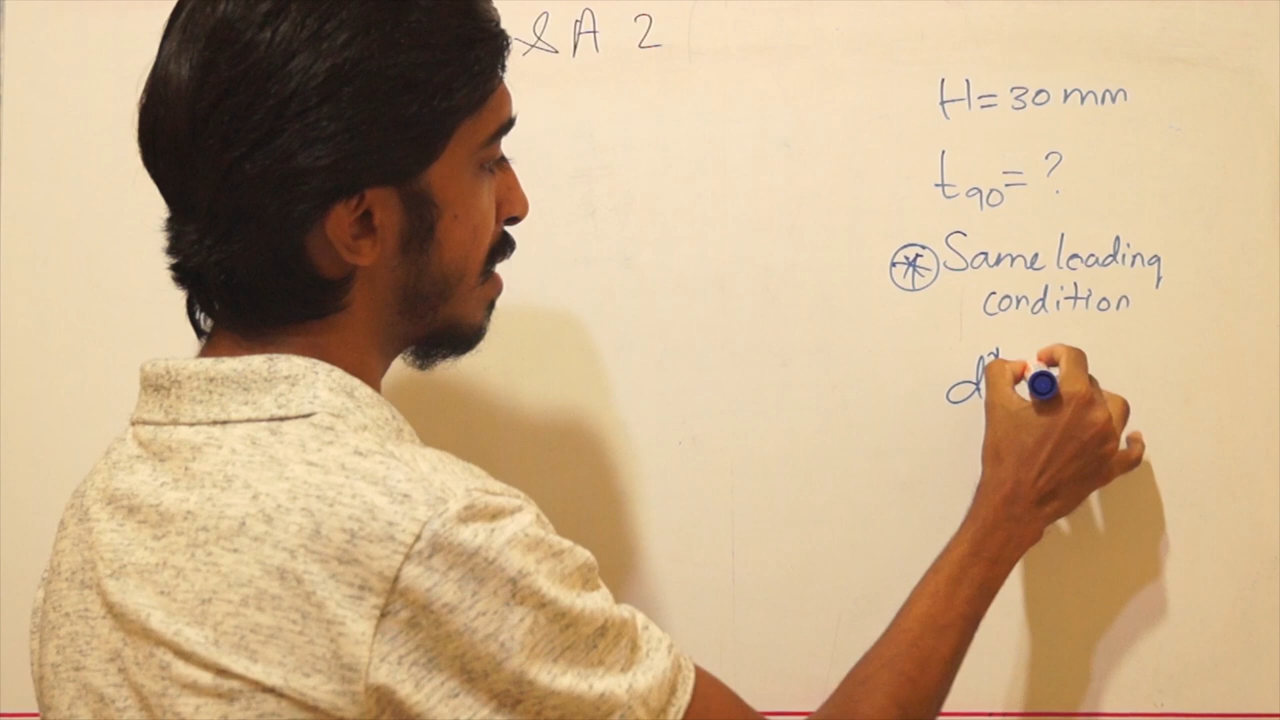 & A 2
H = 30 mm
t90 = ?
* Same loading
condition